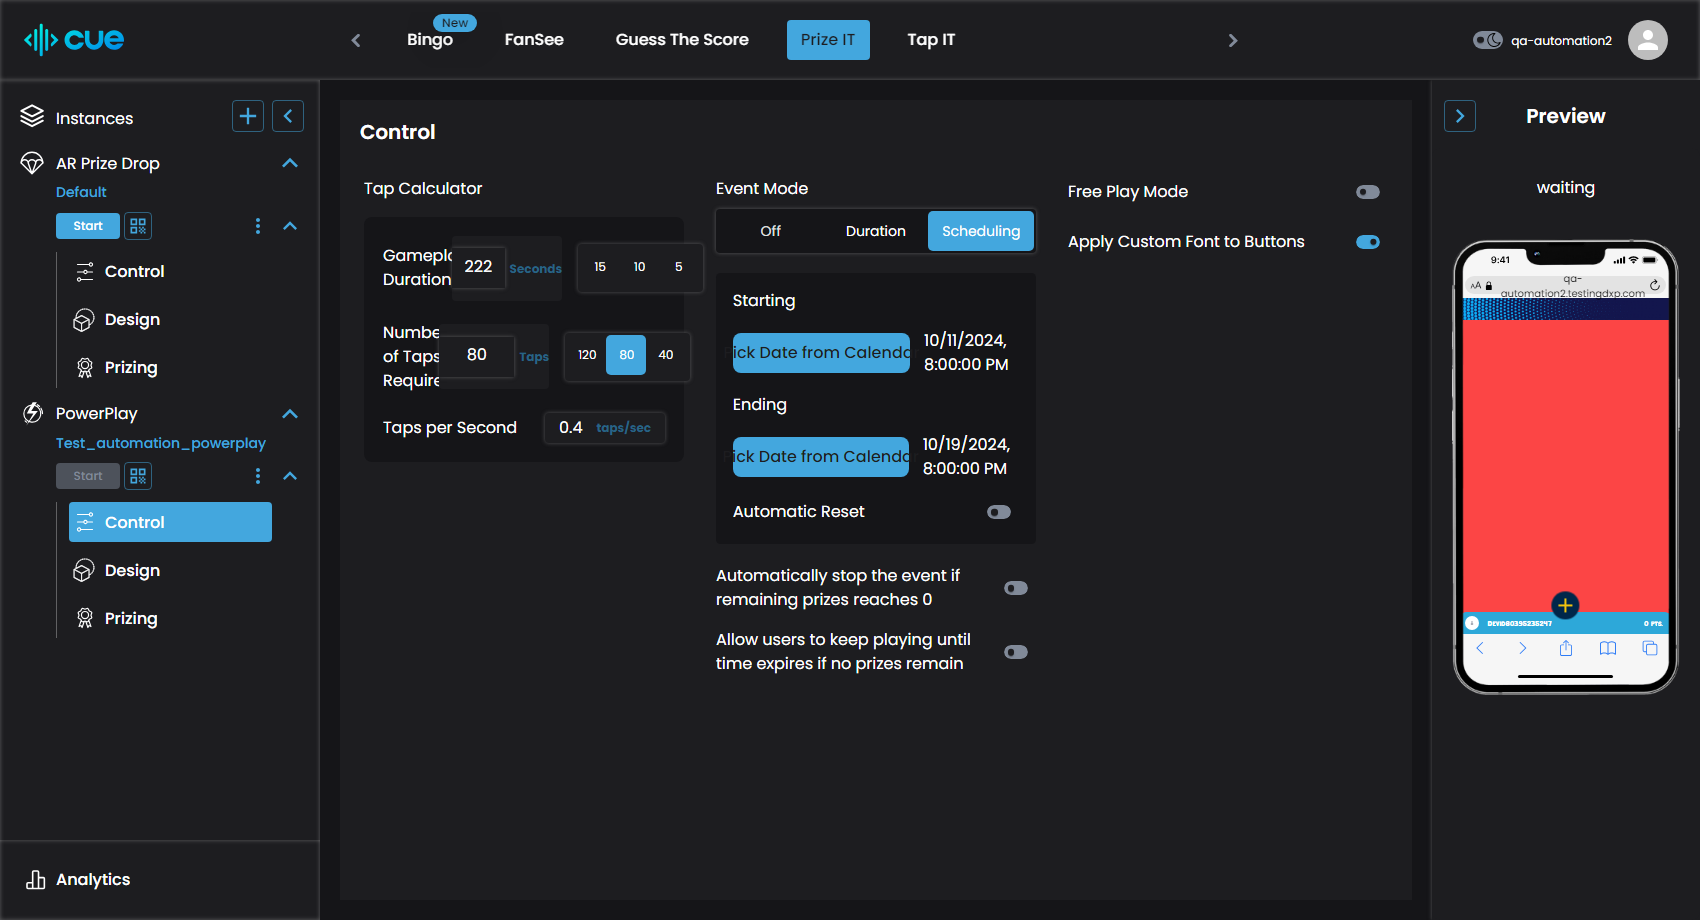 cue
New
Bingo
FanSee
Guess The Score
Prize IT
Tap IT
qa-automation2
Instances
AR Prize Drop
Default
Start
Control
Design
Prizing
PowerPlay
Test_automation_powerplay
Start
Control
Design
Prizing
Analytics
Control
Tap Calculator
Gamepla
Duration
222 Seconds
15 10 5
Numbe
of Taps
Require
80 Taps
120 80 40
Taps per Second 0.4 taps/sec
Event Mode
Off Duration Scheduling
Starting
ick Date from Calenda
10/11/2024,
8:00:00 PM
Ending
ick Date from Calenda
10/19/2024,
8:00:00 PM
Automatic Reset
Automatically stop the event if
remaining prizes reaches 0
Allow users to keep playing until
time expires if no prizes remain
Free Play Mode
Apply Custom Font to Buttons
Preview
waiting
9:41
AA
qa-
automation2.testingdxp.com
0 PTS.